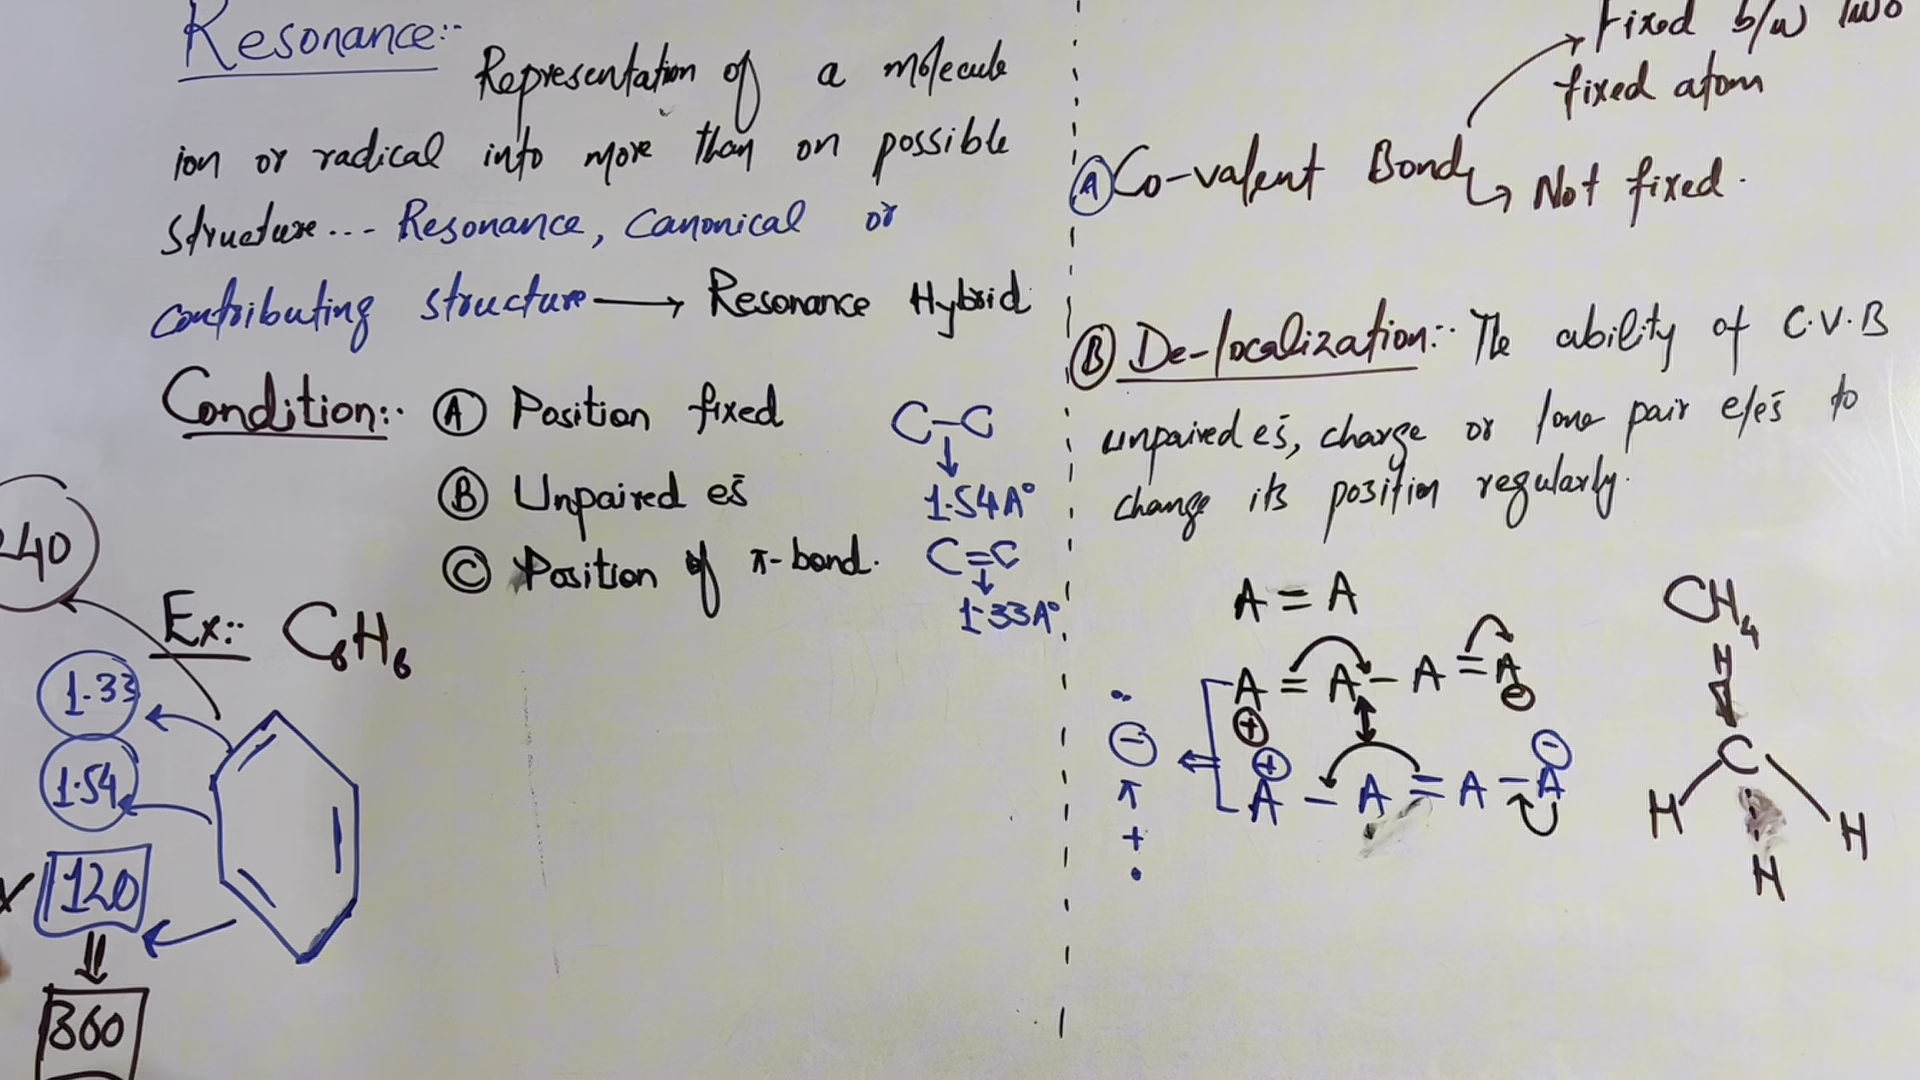 Resonance:-
Representation of a molecule
ion or radical into more than on possible
structure... Resonance, Canonical or
contributing structure → Resonance Hybrid
Condition:- (A) Position fixed
(B) Unpaired es̄
(C) Position of π-bond.
C-C
↓
1.54A°
C=C
↓
1.33A°
Ex:- C6H6
240
1.33
1.54
120
360
Fixed b/w two
fixed atom
(A) Co-valent Bond
Not fixed.
(B) De-localization:- The ability of C.V.B
unpaired es̄, charge or lone pair e/es̄ to
change its position regularly.
A = A
A = A - A = A
⊕ ⊖
⊕ ⊖
A - A = A - A
..
⊖
π
+
•
CH4
H
C
H H
H